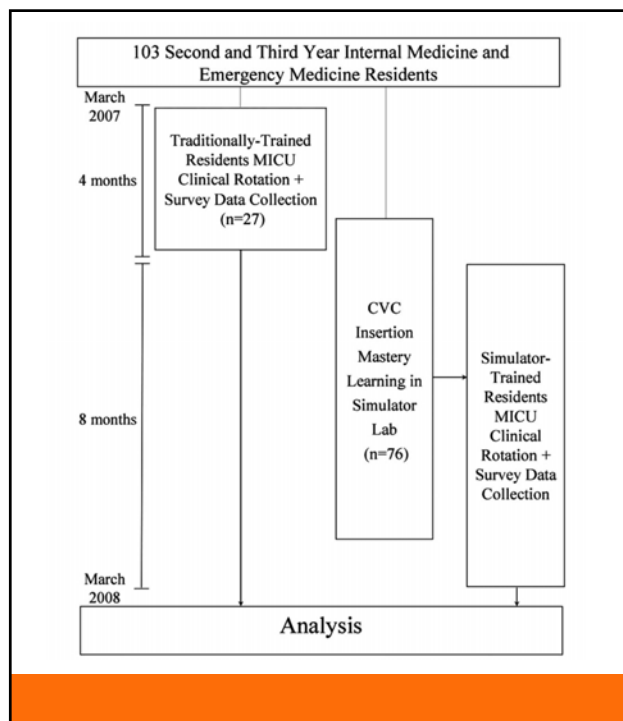 103 Second and Third Year Internal Medicine and
Emergency Medicine Residents
March
2007
4 months
8 months
March
2008
Traditionally-Trained
Residents MICU
Clinical Rotation +
Survey Data Collection
(n=27)
CVC
Insertion
Mastery
Learning in
Simulator
Lab
(n=76)
Simulator-
Trained
Residents
MICU
Clinical
Rotation +
Survey Data
Collection
Analysis